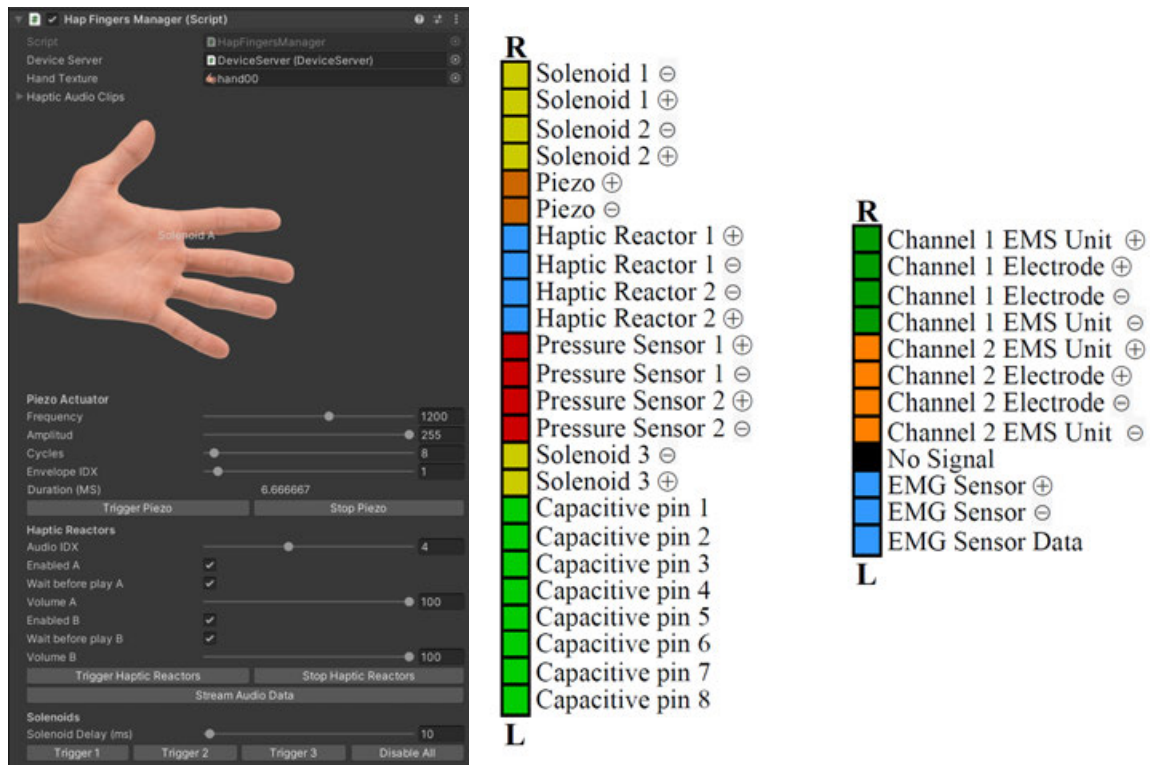 Hap Fingers Manager (Script)
Script HapFingersManager
Device Server DeviceServer (DeviceServer)
Hand Texture hand00
Haptic Audio Clips
Solenoid A
Piezo Actuator
Frequency 1200
Amplitud 255
Cycles 8
Envelope IDX 1
Duration (MS) 6.666667
Trigger Piezo Stop Piezo
Haptic Reactors
Audio IDX 4
Enabled A
Wait before play A
Volume A 100
Enabled B
Wait before play B
Volume B 100
Trigger Haptic Reactors Stop Haptic Reactors
Stream Audio Data
Solenoids
Solenoid Delay (ms) 10
Trigger 1 Trigger 2 Trigger 3 Disable All
R
Solenoid 1 ⊖
Solenoid 1 ⊕
Solenoid 2 ⊖
Solenoid 2 ⊕
Piezo ⊕
Piezo ⊖
Haptic Reactor 1 ⊕
Haptic Reactor 1 ⊖
Haptic Reactor 2 ⊖
Haptic Reactor 2 ⊕
Pressure Sensor 1 ⊕
Pressure Sensor 1 ⊖
Pressure Sensor 2 ⊕
Pressure Sensor 2 ⊖
Solenoid 3 ⊖
Solenoid 3 ⊕
Capacitive pin 1
Capacitive pin 2
Capacitive pin 3
Capacitive pin 4
Capacitive pin 5
Capacitive pin 6
Capacitive pin 7
Capacitive pin 8
L
R
Channel 1 EMS Unit ⊕
Channel 1 Electrode ⊕
Channel 1 Electrode ⊖
Channel 1 EMS Unit ⊖
Channel 2 EMS Unit ⊕
Channel 2 Electrode ⊕
Channel 2 Electrode ⊖
Channel 2 EMS Unit ⊖
No Signal
EMG Sensor ⊕
EMG Sensor ⊖
EMG Sensor Data
L